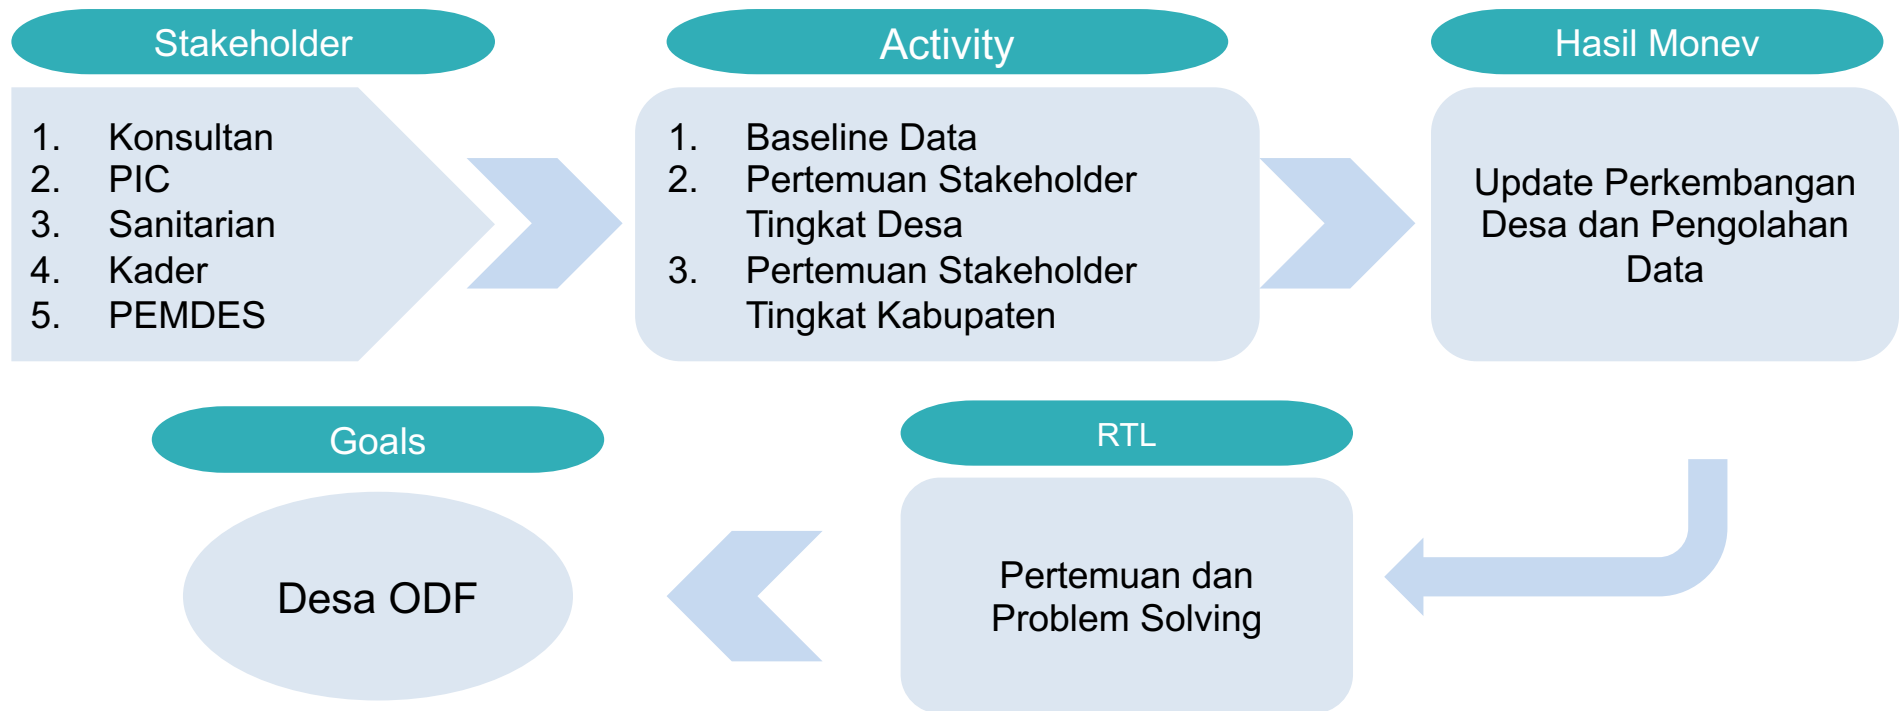 Stakeholder
1. Konsultan
2. PIC
3. Sanitarian
4. Kader
5. PEMDES
Activity
1. Baseline Data
2. Pertemuan Stakeholder
Tingkat Desa
3. Pertemuan Stakeholder
Tingkat Kabupaten
Hasil Monev
Update Perkembangan
Desa dan Pengolahan
Data
RTL
Pertemuan dan
Problem Solving
Goals
Desa ODF